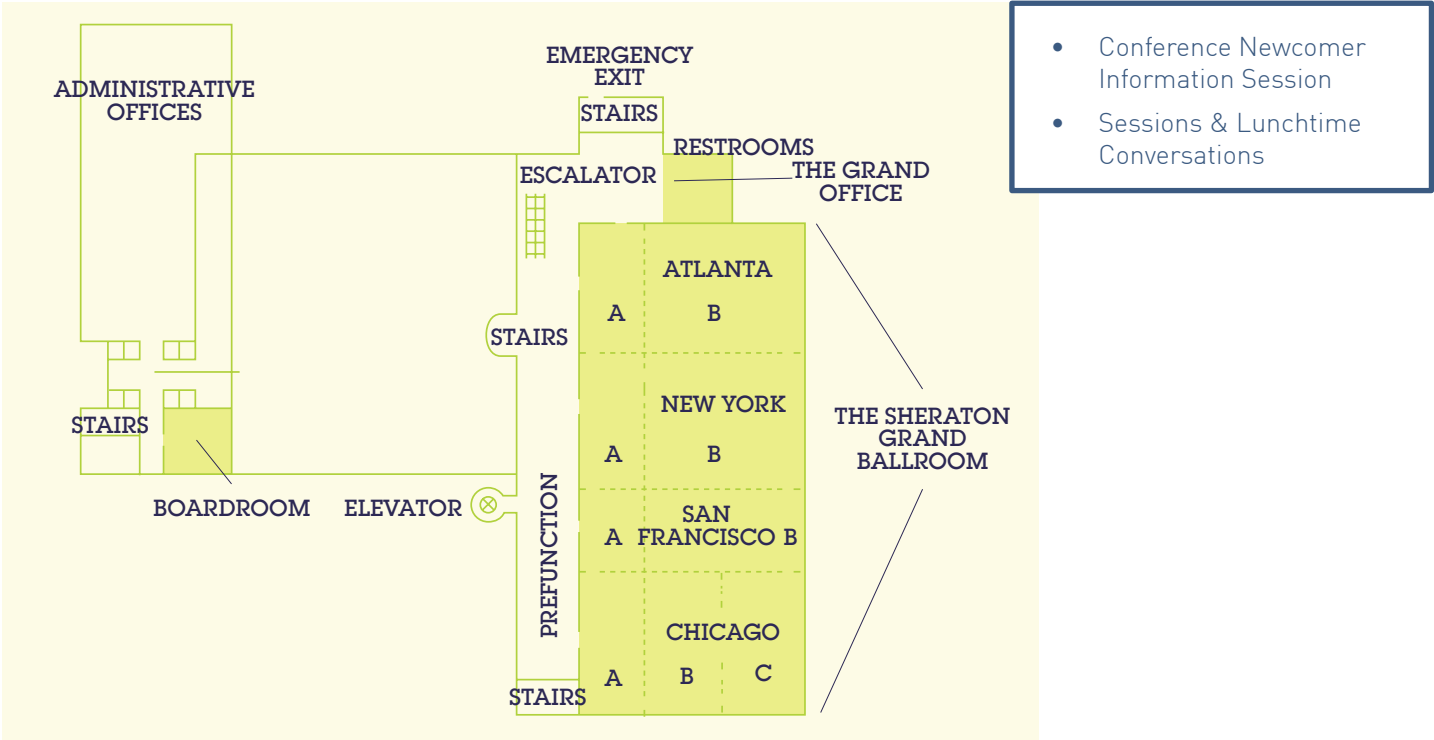 EMERGENCY
EXIT
ADMINISTRATIVE
OFFICES
STAIRS
RESTROOMS
ESCALATOR
THE GRAND
OFFICE
ATLANTA
A
B
STAIRS
NEW YORK
A
B
STAIRS
THE SHERATON
GRAND
BALLROOM
BOARDROOM
ELEVATOR
PREFUNCTION
SAN
A
FRANCISCO B
CHICAGO
A
B
C
STAIRS
• Conference Newcomer
Information Session
• Sessions & Lunchtime
Conversations